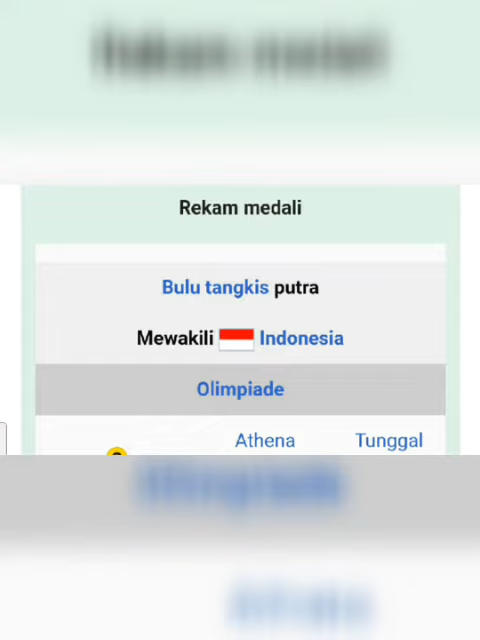 Rekam medali
Bulu tangkis putra
Mewakili Indonesia
Olimpiade
Athena Tunggal